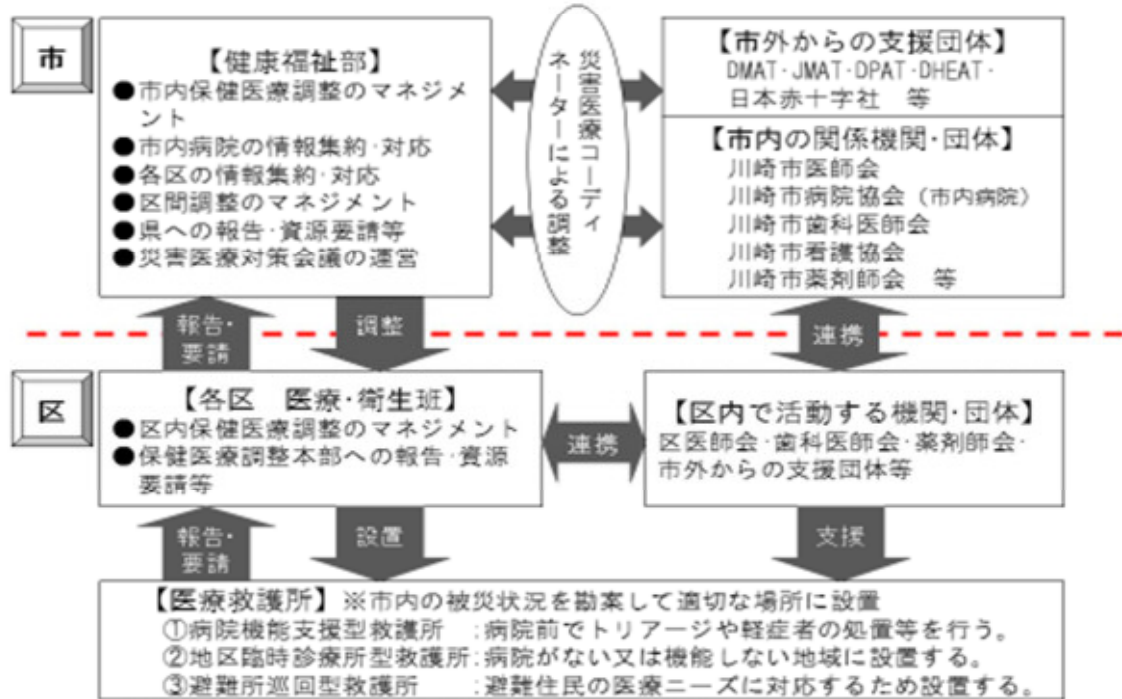 市
【健康福祉部】
●市内保健医療調整のマネジメ
ント
●市内病院の情報集約・対応
●各区の情報集約・対応
●区間調整のマネジメント
●県への報告・資源要請等
●災害医療対策会議の運営
災害医療コーディ
ネーターによる調整
【市外からの支援団体】
DMAT・JMAT・DPAT・DHEAT・
日本赤十字社　等
【市内の関係機関・団体】
川崎市医師会
川崎市病院協会（市内病院）
川崎市歯科医師会
川崎市看護協会
川崎市薬剤師会　等
報告・
要請
調整
連携
区
【各区　医療・衛生班】
●区内保健医療調整のマネジメント
●保健医療調整本部への報告・資源
要請等
連携
【区内で活動する機関・団体】
区医師会・歯科医師会・薬剤師会・
市外からの支援団体等
報告・
要請
設置
支援
【医療救護所】※市内の被災状況を勘案して適切な場所に設置
①病院機能支援型救護所　：病院前でトリアージや軽症者の処置等を行う。
②地区臨時診療所型救護所：病院がない又は機能しない地域に設置する。
③避難所巡回型救護所　　：避難住民の医療ニーズに対応するため設置する。